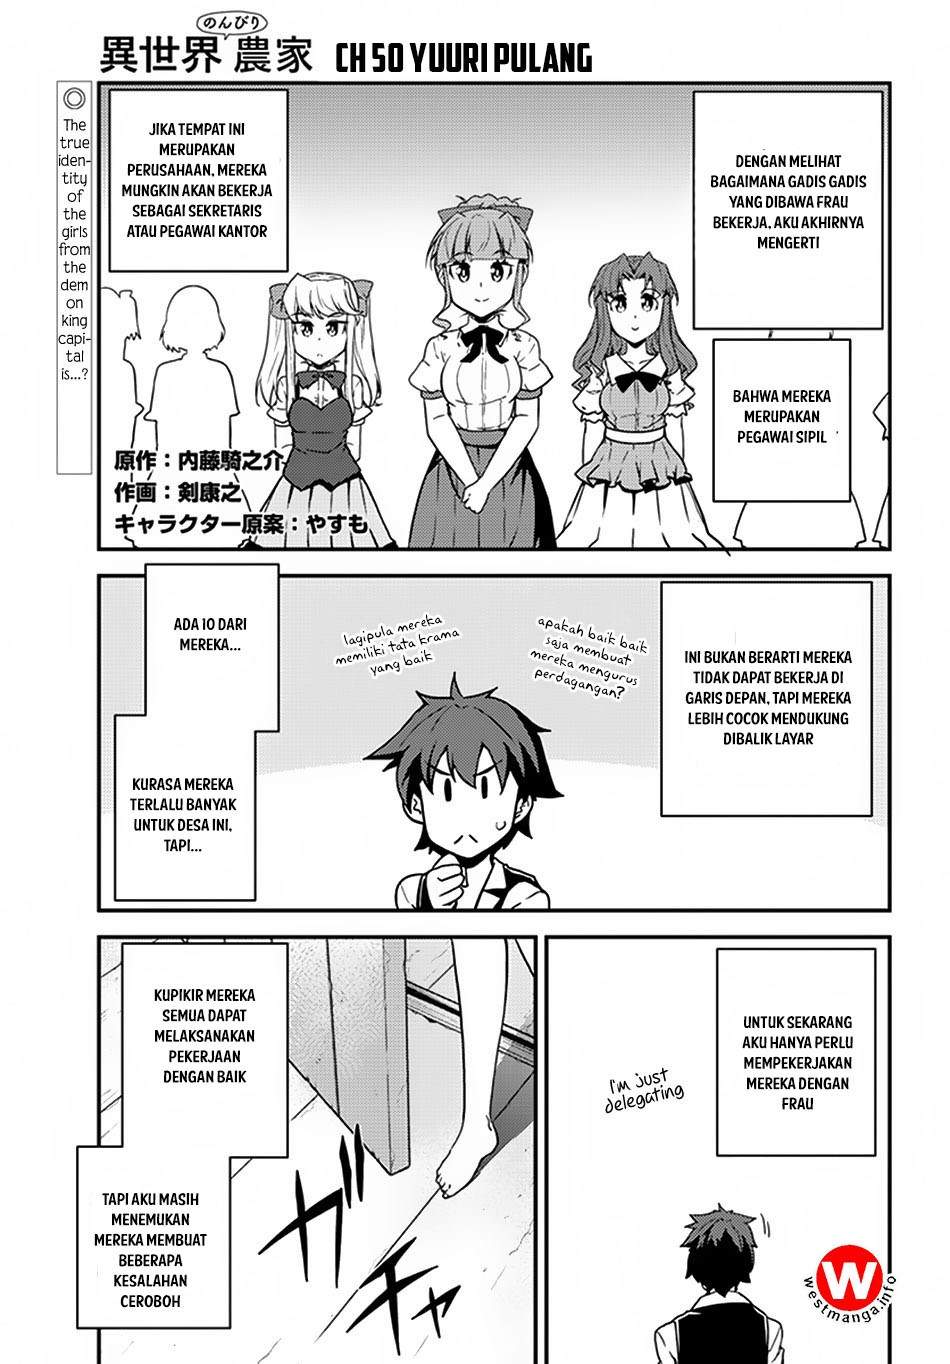 のんびり
異世界 農家
CH 50 YUURI PULANG
The
true
iden-
tity
of
the
girls
from
the
dem
on
king
capi-
tal
is...?
DENGAN MELIHAT
BAGAIMANA GADIS GADIS
YANG DIBAWA FRAU
BEKERJA, AKU AKHIRNYA
MENGERTI
BAHWA MEREKA
MERUPAKAN
PEGAWAI SIPIL
JIKA TEMPAT INI
MERUPAKAN
PERUSAHAAN, MEREKA
MUNGKIN AKAN BEKERJA
SEBAGAI SEKRETARIS
ATAU PEGAWAI KANTOR
原作：内藤騎之介
作画：剣康之
キャラクター原案：やすも
INI BUKAN BERARTI MEREKA
TIDAK DAPAT BEKERJA DI
GARIS DEPAN, TAPI MEREKA
LEBIH COCOK MENDUKUNG
DIBALIK LAYAR
apakah baik baik
saja membuat
mereka mengurus
perdagangan?
lagipula mereka
memiliki tata krama
yang baik
ADA 10 DARI
MEREKA...
KURASA MEREKA
TERLALU BANYAK
UNTUK DESA INI,
TAPI...
UNTUK SEKARANG
AKU HANYA PERLU
MEMPEKERJAKAN
MEREKA DENGAN
FRAU
I'm just
delegating
KUPIKIR MEREKA
SEMUA DAPAT
MELAKSANAKAN
PEKERJAAN
DENGAN BAIK
TAPI AKU MASIH
MENEMUKAN
MEREKA MEMBUAT
BEBERAPA
KESALAHAN
CEROBOH
ガチャ
W
westmanga.info